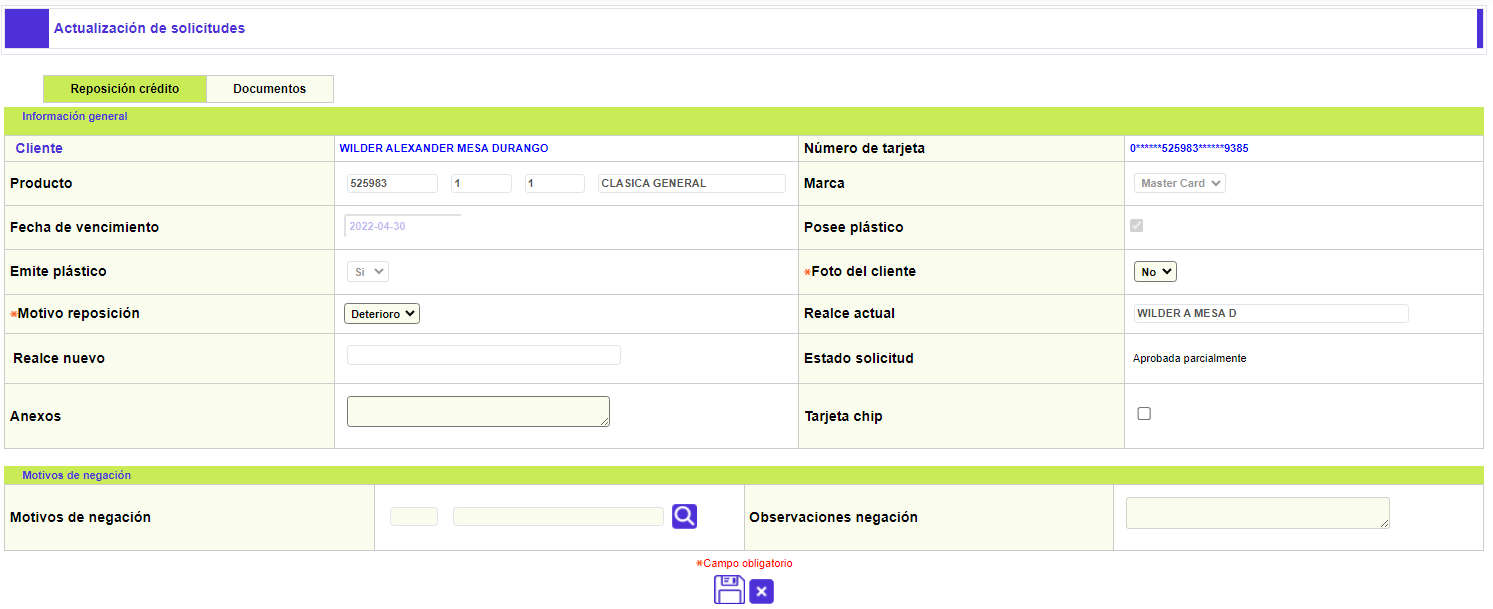 Actualización de solicitudes
Reposición crédito Documentos
Información general
Cliente WILDER ALEXANDER MESA DURANGO Número de tarjeta 0******525983******9385
Producto 525983 1 1 CLASICA GENERAL Marca Master Card
Fecha de vencimiento 2022-04-30 Posee plástico
Emite plástico Si *Foto del cliente No
*Motivo reposición Deterioro Realce actual WILDER A MESA D
Realce nuevo Estado solicitud Aprobada parcialmente
Anexos Tarjeta chip
Motivos de negación
Motivos de negación Observaciones negación
*Campo obligatorio